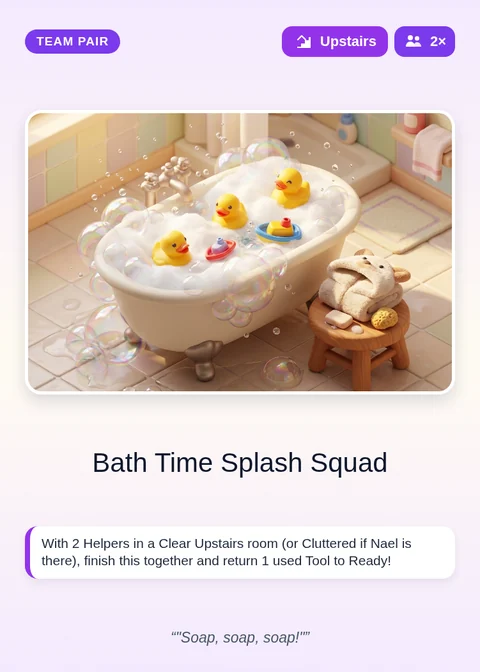 TEAM PAIR
Upstairs
2×
Bath Time Splash Squad
With 2 Helpers in a Clear Upstairs room (or Cluttered if Nael is
there), finish this together and return 1 used Tool to Ready!
“"Soap, soap, soap!"”